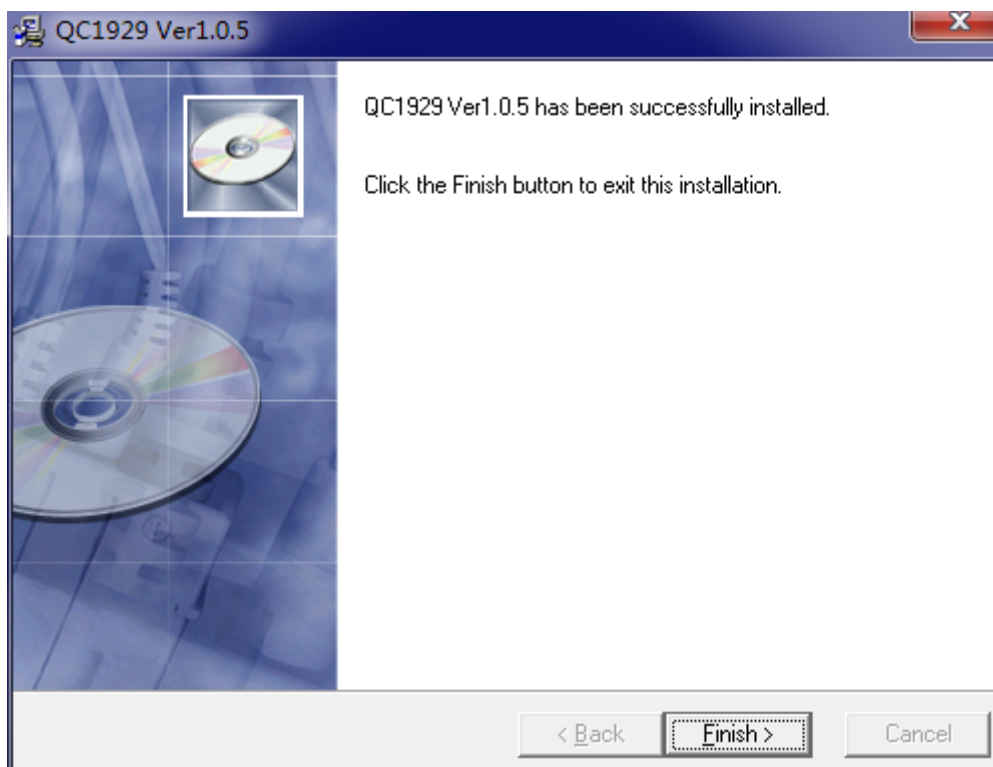 QC1929 Ver1.0.5
QC1929 Ver1.0.5 has been successfully installed.
Click the Finish button to exit this installation.
< Back
Finish >
Cancel